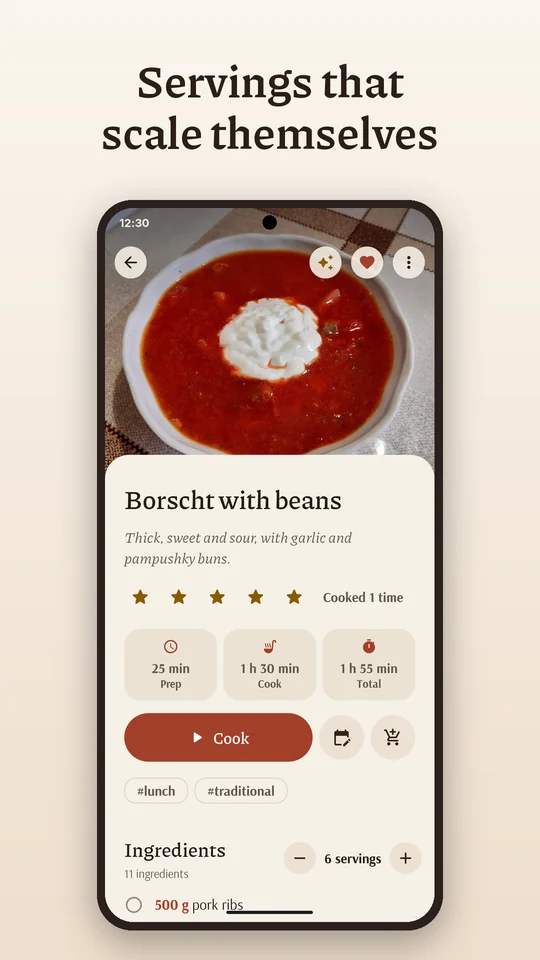 Servings that
scale themselves
12:30
Borscht with beans
Thick, sweet and sour, with garlic and
pampushky buns.
Cooked 1 time
25 min
Prep
1 h 30 min
Cook
1 h 55 min
Total
Cook
#lunch
#traditional
Ingredients
11 ingredients
6 servings
500 g pork ribs